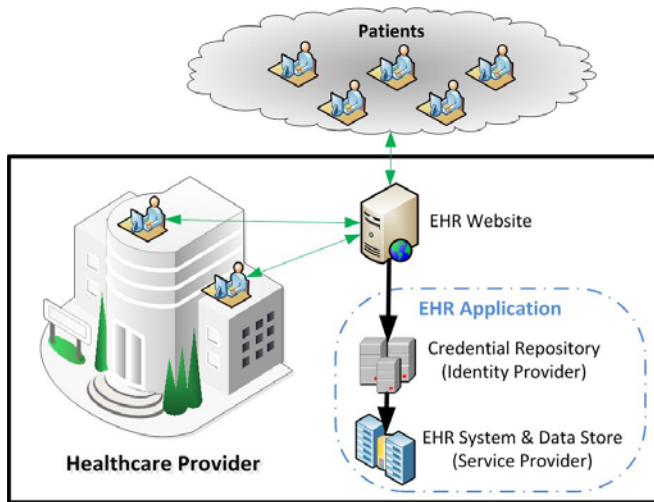 Patients
EHR Website
EHR Application
Credential Repository
(Identity Provider)
EHR System & Data Store
(Service Provider)
Healthcare Provider